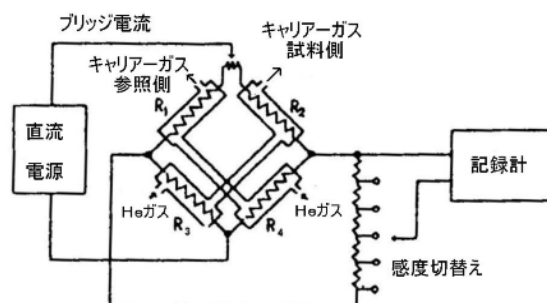 ブリッジ電流
キャリアーガス
試料側
キャリアーガス
参照側
R1
R2
直流
電源
記録計
Heガス
Heガス
R3
R4
感度切替え